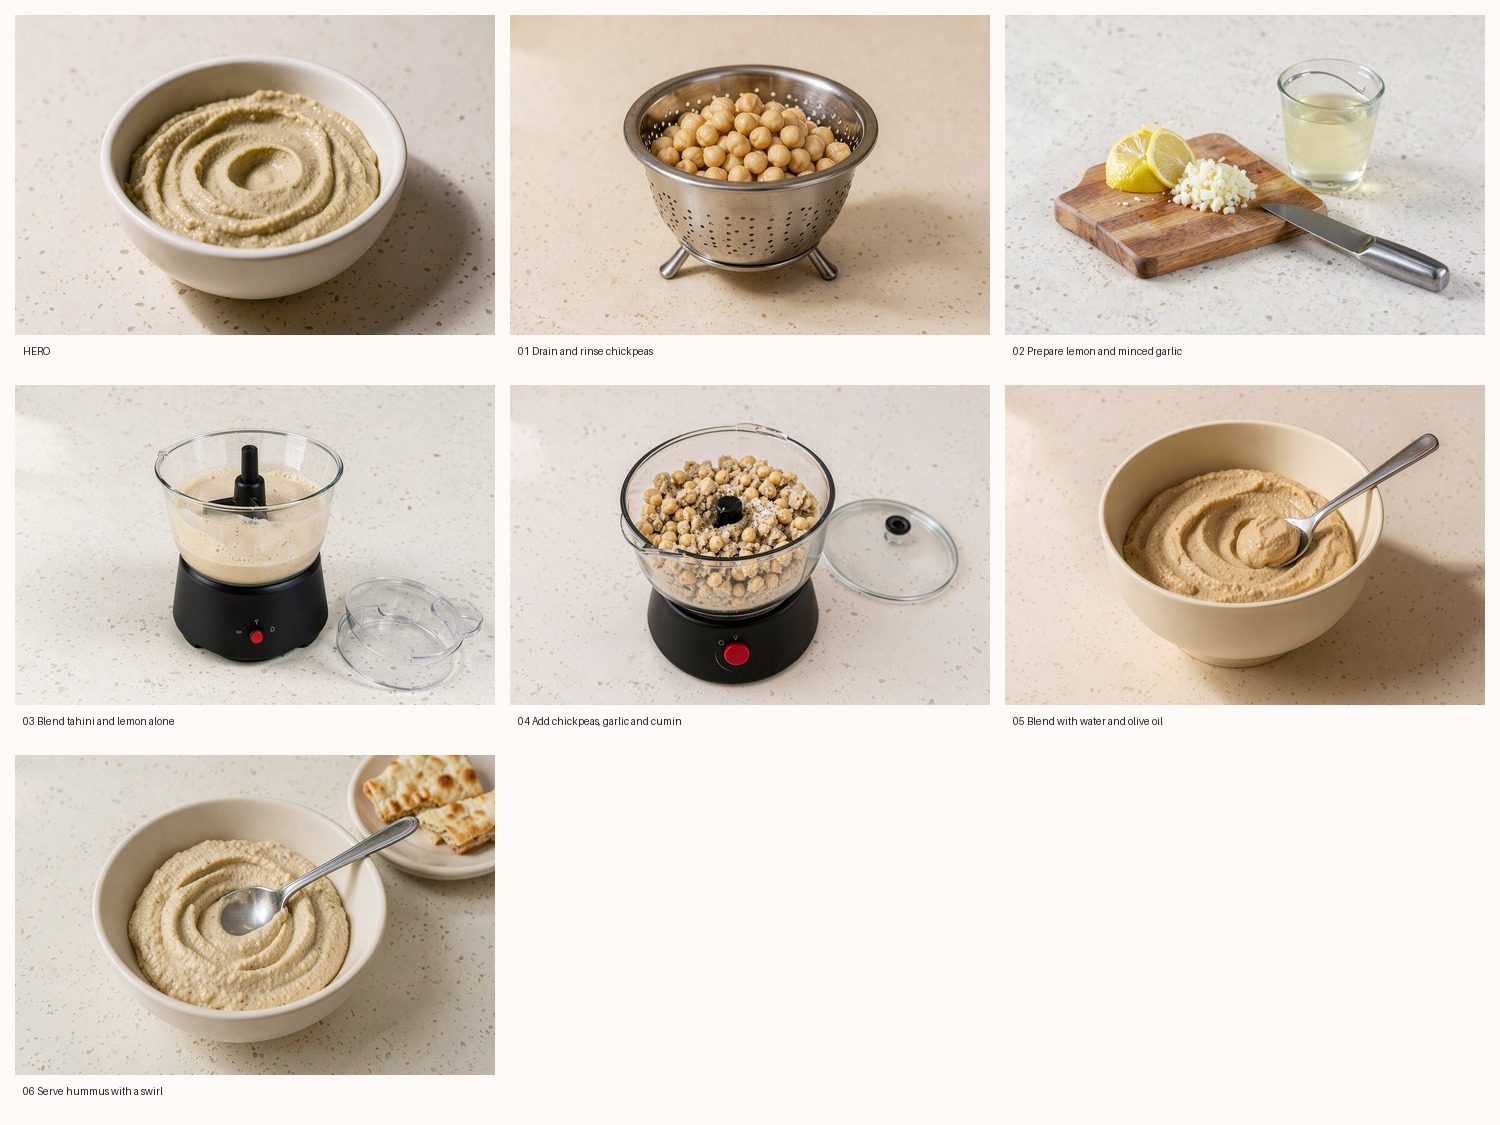 HERO
01 Drain and rinse chickpeas
02 Prepare lemon and minced garlic
03 Blend tahini and lemon alone
04 Add chickpeas, garlic and cumin
05 Blend with water and olive oil
06 Serve hummus with a swirl